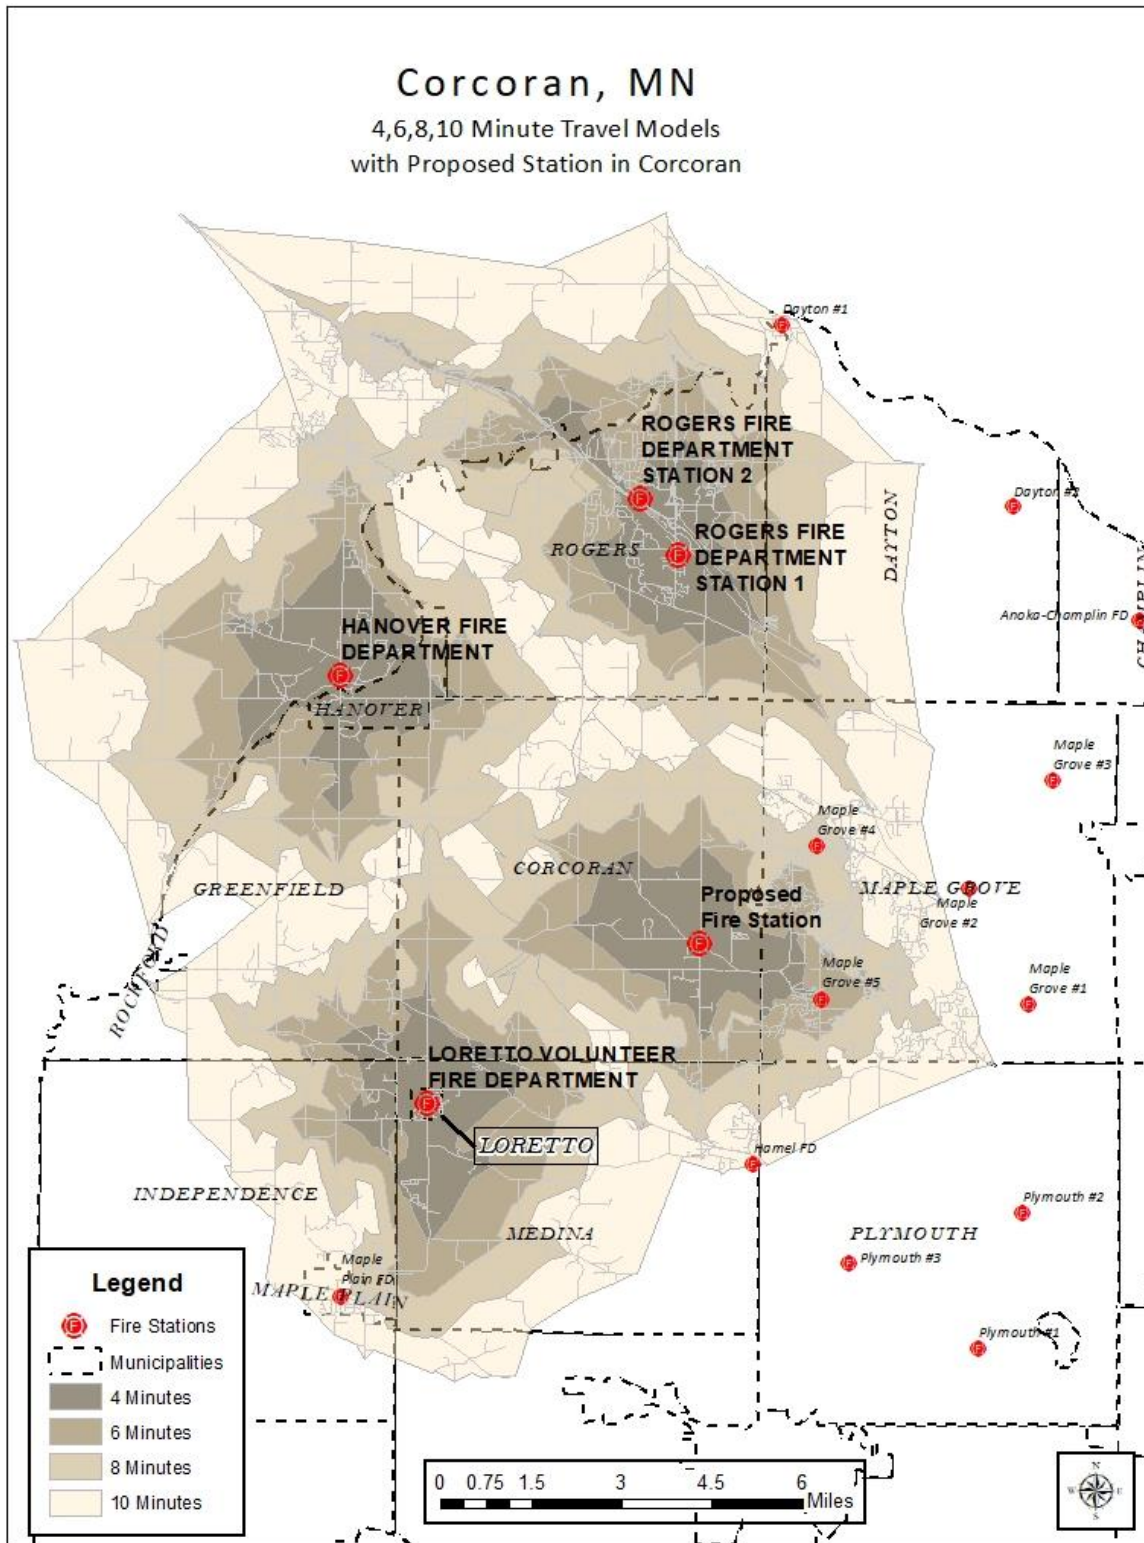 Corcoran, MN
4,6,8,10 Minute Travel Models
with Proposed Station in Corcoran
Dayton #1
ROGERS FIRE
DEPARTMENT
STATION 2
DAYTON
Dayton #2
ROGERS
ROGERS FIRE
DEPARTMENT
STATION 1
Anoka-Champlin FD
CHAMPLIN
HANOVER FIRE
DEPARTMENT
HANOVER
Maple
Grove #3
Maple
Grove #4
CORCORAN
GREENFIELD
Proposed
Fire Station
MAPLE GROVE
Maple
Grove #2
ROCKFORD
Maple
Grove #5
Maple
Grove #1
LORETTO VOLUNTEER
FIRE DEPARTMENT
LORETTO
Hamel FD
INDEPENDENCE
Plymouth #2
MEDINA
PLYMOUTH
Plymouth #3
Maple
Plain FD
MAPLE PLAIN
Plymouth #1
Legend
F Fire Stations
Municipalities
4 Minutes
6 Minutes
8 Minutes
10 Minutes
0 0.75 1.5 3 4.5 6
Miles
N
W E
S